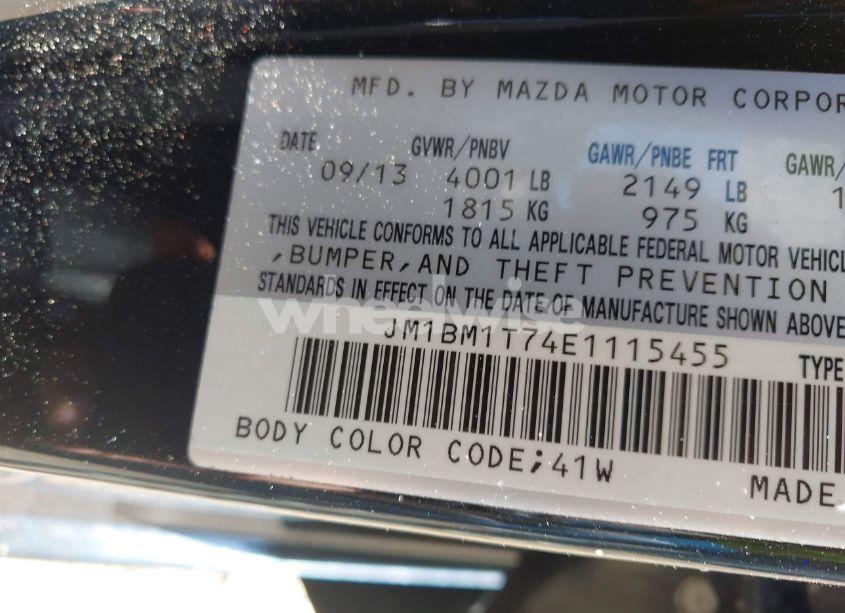 MFD. BY MAZDA MOTOR CORPOR
DATE GVWR/PNBV GAWR/PNBE FRT GAWR/
09/13 4001 LB 2149 LB 1
1815 KG 975 KG
THIS VEHICLE CONFORMS TO ALL APPLICABLE FEDERAL MOTOR VEHICL
,BUMPER,AND THEFT PREVENTION
STANDARDS IN EFFECT ON THE DATE OF MANUFACTURE SHOWN ABOVE
wheelwise
JM1BM1T74E1115455 TYPE
BODY COLOR CODE;41W
MADE